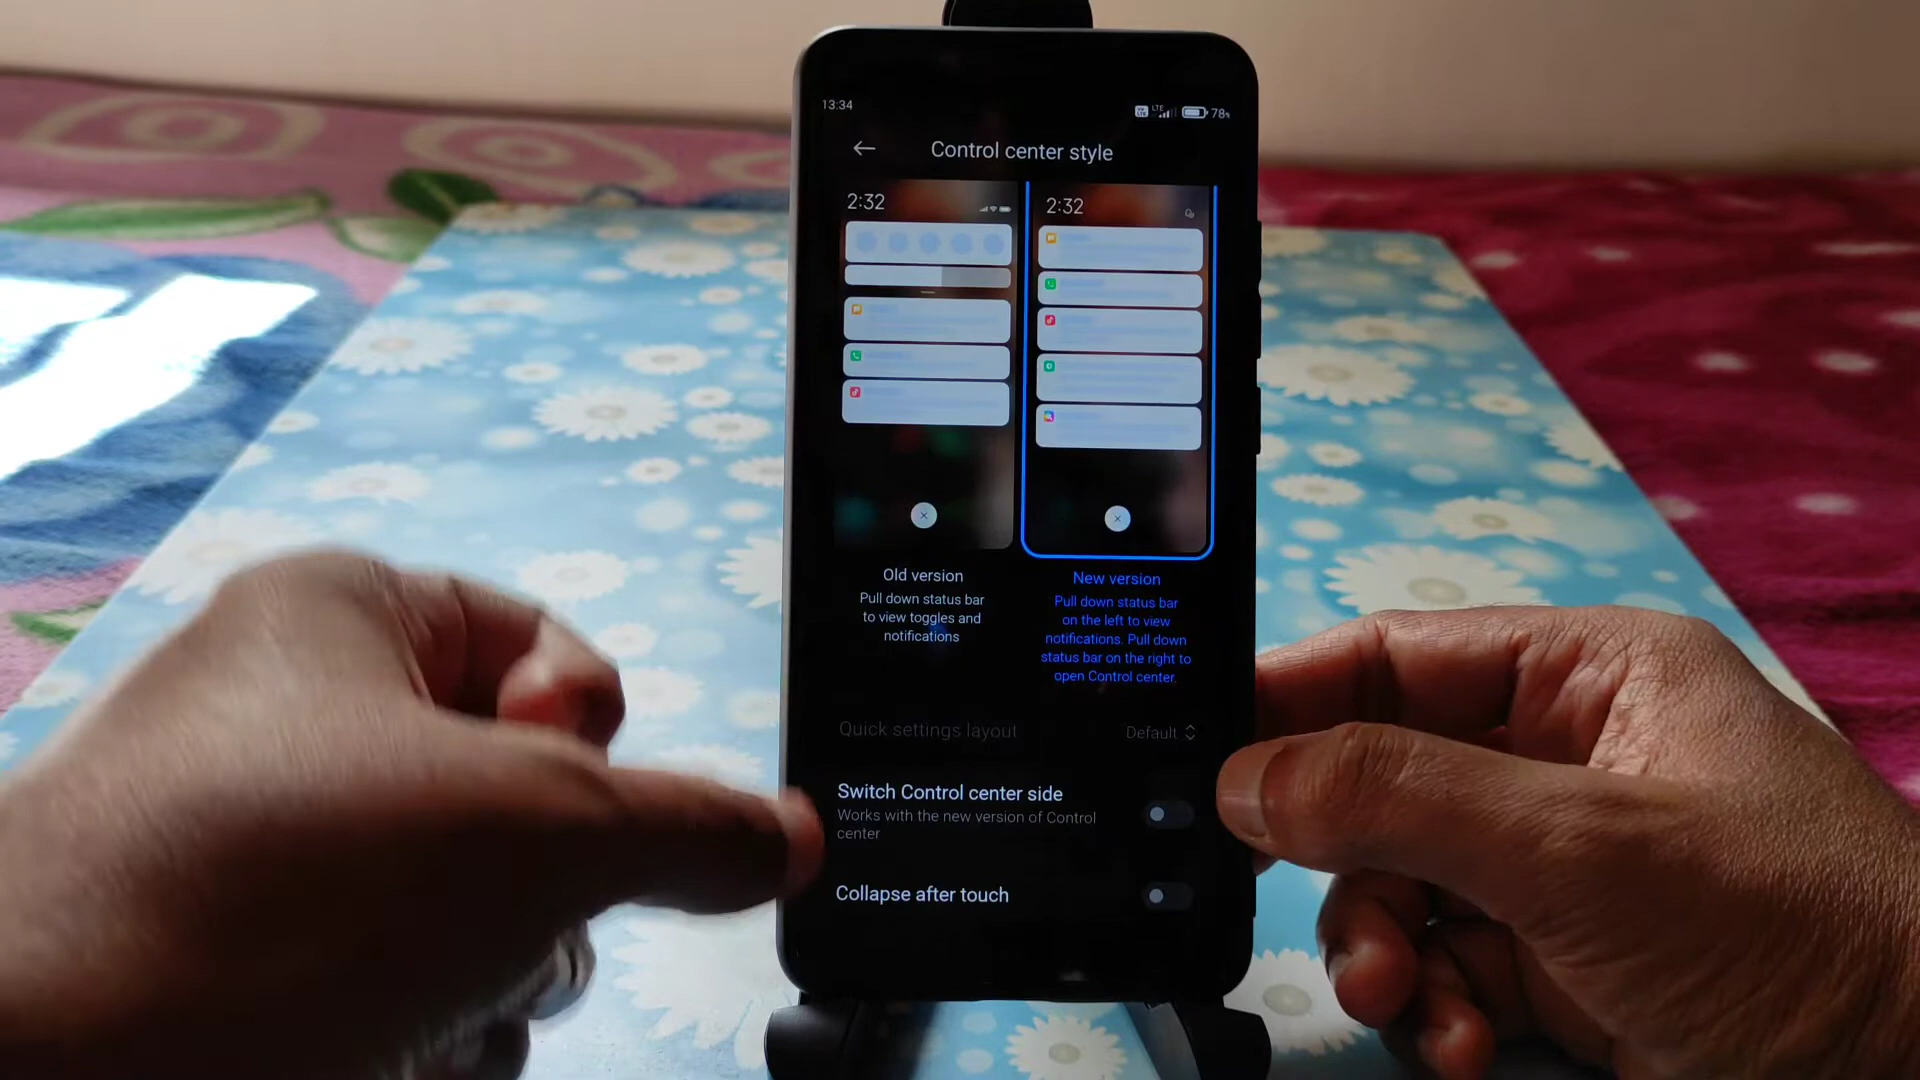 13:34
LTE
78%
Control center style
2:32
2:32
Old version
Pull down status bar
to view toggles and
notifications
New version
Pull down status bar
on the left to view
notifications. Pull down
status bar on the right to
open Control center.
Quick settings layout
Default
Switch Control center side
Works with the new version of Control
center
Collapse after touch